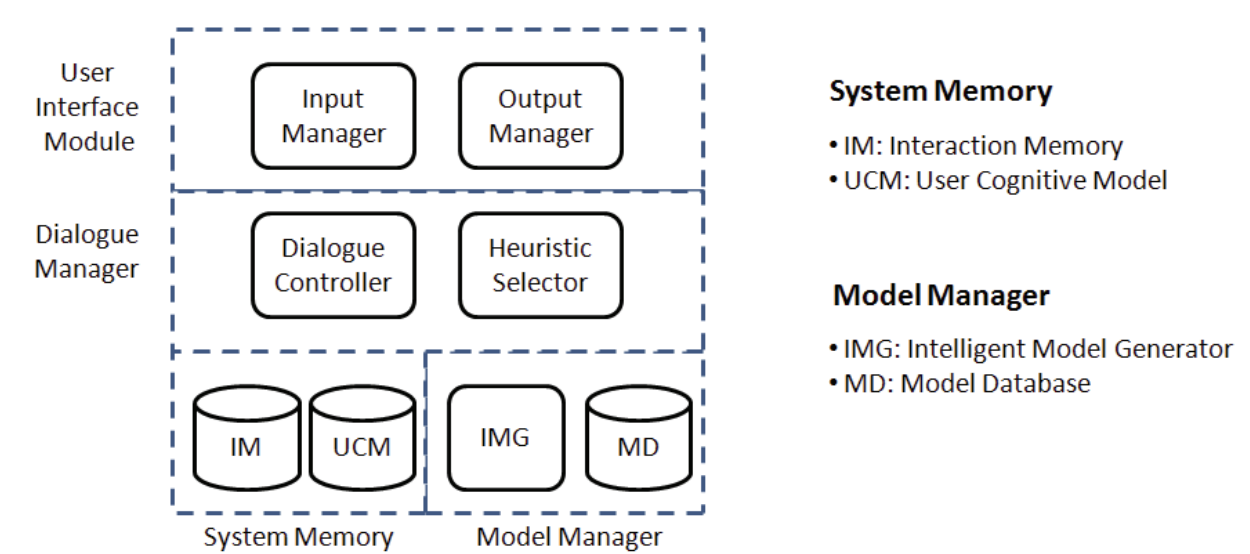 User
Interface
Module
Input
Manager
Output
Manager
Dialogue
Manager
Dialogue
Controller
Heuristic
Selector
IM
UCM
IMG
MD
System Memory
Model Manager
System Memory
• IM: Interaction Memory
• UCM: User Cognitive Model
Model Manager
• IMG: Intelligent Model Generator
• MD: Model Database